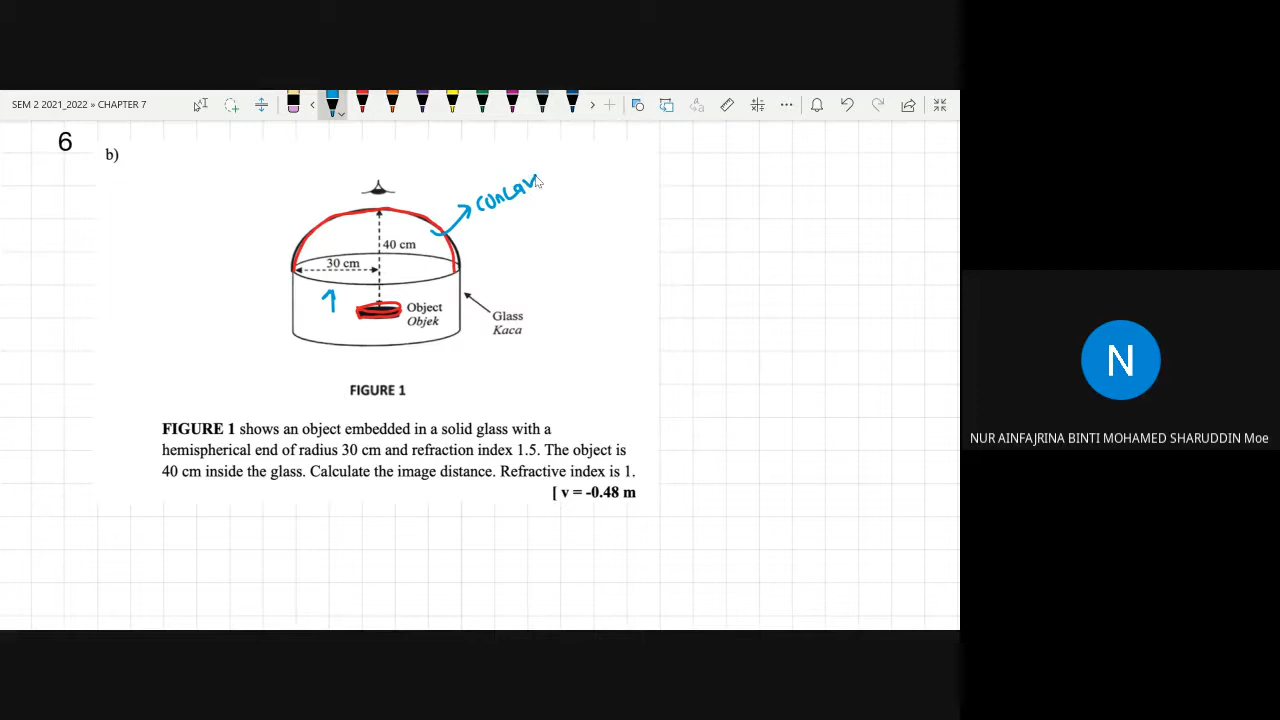 SEM 2 2021_2022 » CHAPTER 7
6
b)
concav
40 cm
30 cm
Object
Objek
Glass
Kaca
FIGURE 1
FIGURE 1 shows an object embedded in a solid glass with a
hemispherical end of radius 30 cm and refraction index 1.5. The object is
40 cm inside the glass. Calculate the image distance. Refractive index is 1.
[ v = -0.48 m
N
NUR AINFAJRINA BINTI MOHAMED SHARUDDIN Moe